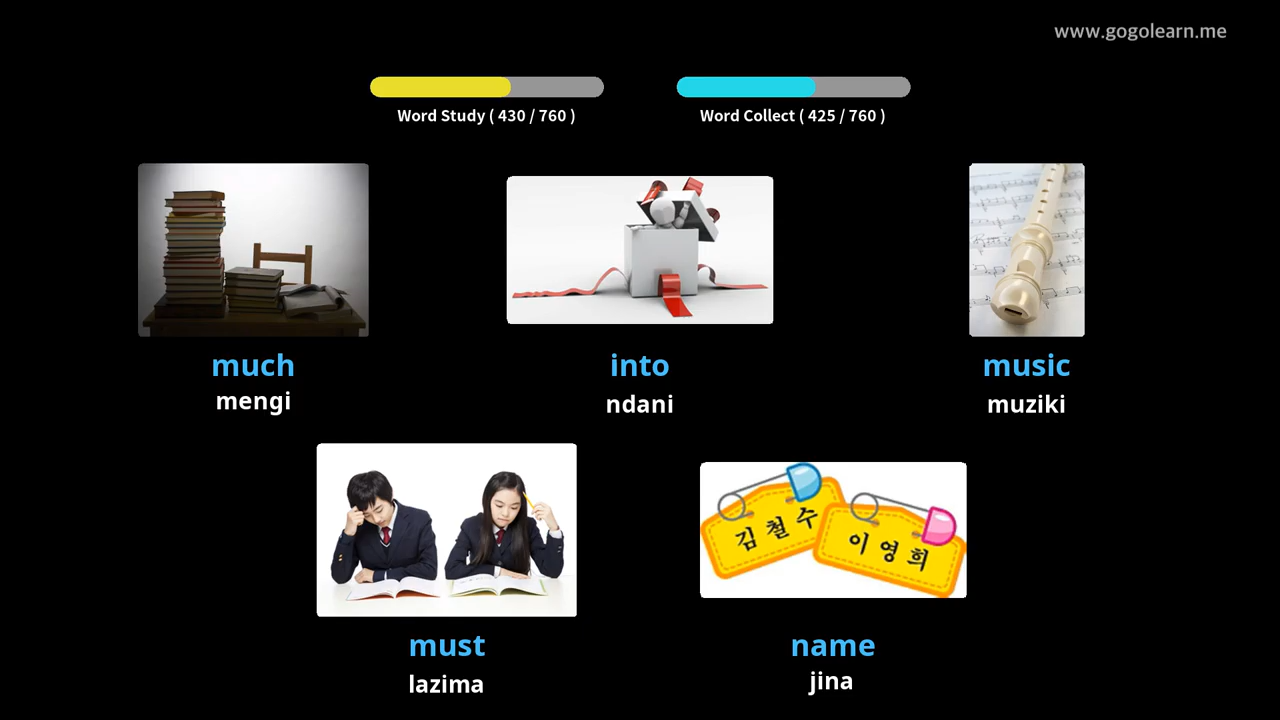 www.gogolearn.me
Word Study ( 430 / 760 )
Word Collect ( 425 / 760 )
much
mengi
into
ndani
music
muziki
김철수
이영희
must
lazima
name
jina